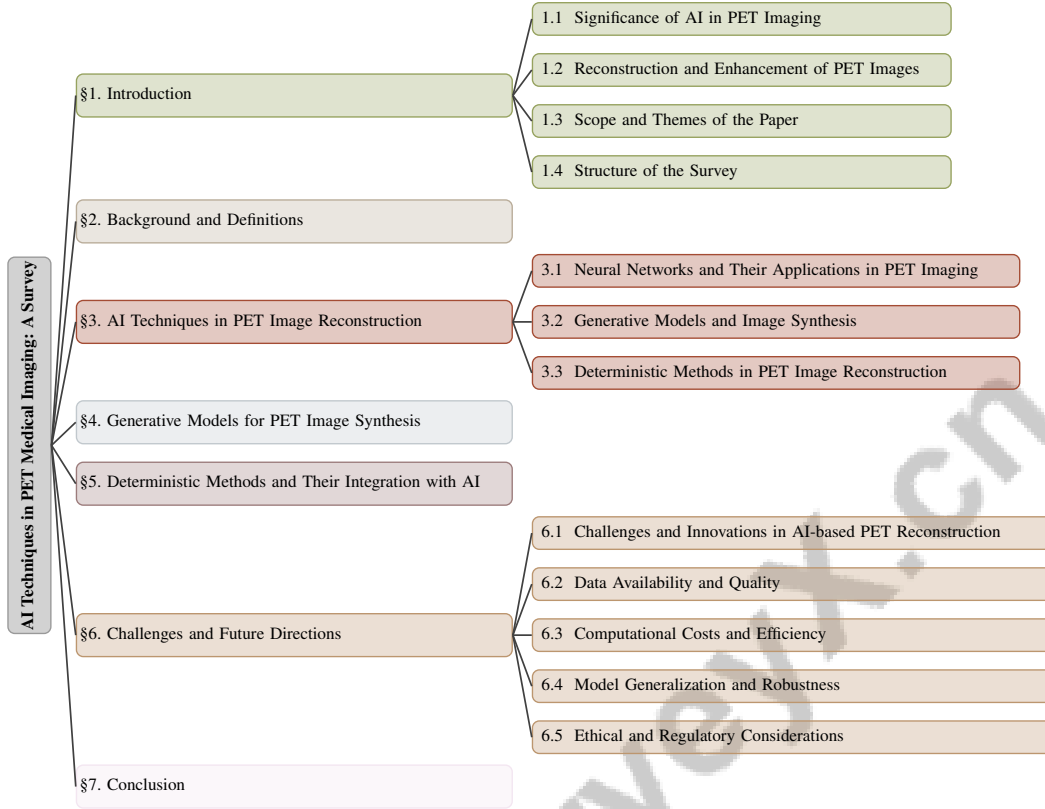 AI Techniques in PET Medical Imaging: A Survey
§1. Introduction
1.1 Significance of AI in PET Imaging
1.2 Reconstruction and Enhancement of PET Images
1.3 Scope and Themes of the Paper
1.4 Structure of the Survey
§2. Background and Definitions
§3. AI Techniques in PET Image Reconstruction
3.1 Neural Networks and Their Applications in PET Imaging
3.2 Generative Models and Image Synthesis
3.3 Deterministic Methods in PET Image Reconstruction
§4. Generative Models for PET Image Synthesis
§5. Deterministic Methods and Their Integration with AI
§6. Challenges and Future Directions
6.1 Challenges and Innovations in AI-based PET Reconstruction
6.2 Data Availability and Quality
6.3 Computational Costs and Efficiency
6.4 Model Generalization and Robustness
6.5 Ethical and Regulatory Considerations
§7. Conclusion
veyx.cn